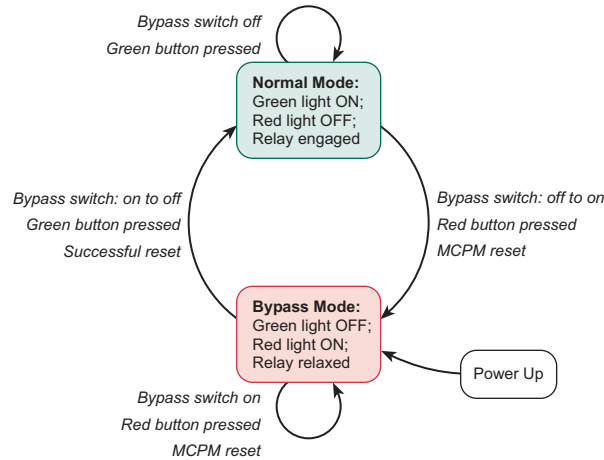 Bypass switch off
Green button pressed
Normal Mode:
Green light ON;
Red light OFF;
Relay engaged
Bypass switch: on to off
Green button pressed
Successful reset
Bypass switch: off to on
Red button pressed
MCPM reset
Bypass Mode:
Green light OFF;
Red light ON;
Relay relaxed
Power Up
Bypass switch on
Red button pressed
MCPM reset